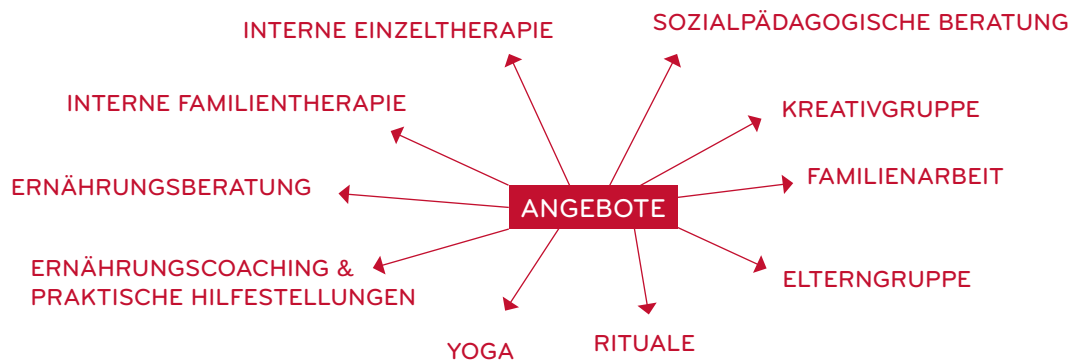 INTERNE EINZELTHERAPIE
SOZIALPÄDAGOGISCHE BERATUNG
INTERNE FAMILIENTHERAPIE
KREATIVGRUPPE
ERNÄHRUNGSBERATUNG
FAMILIENARBEIT
ANGEBOTE
ERNÄHRUNGSCOACHING &
PRAKTISCHE HILFESTELLUNGEN
ELTERNGRUPPE
YOGA
RITUALE